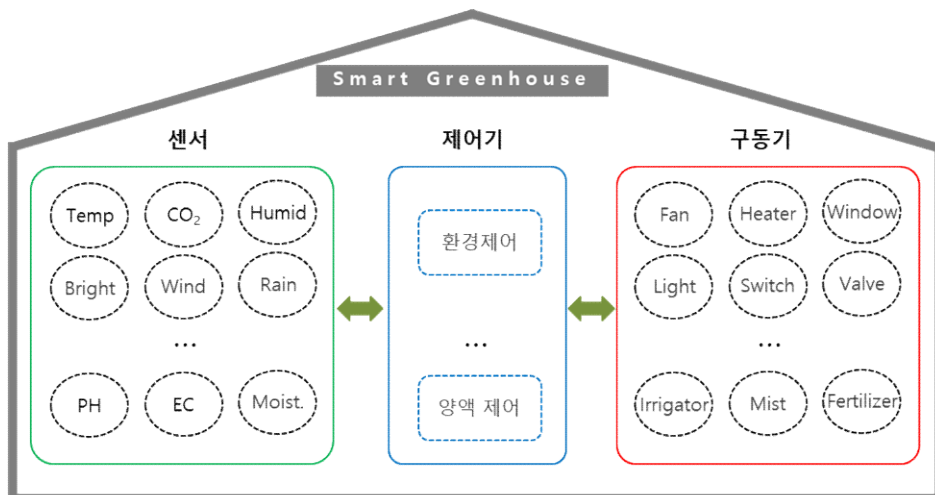 Smart Greenhouse
센서
Temp CO₂ Humid
Bright Wind Rain
...
PH EC Moist.
제어기
환경제어
...
양액 제어
구동기
Fan Heater Window
Light Switch Valve
...
Irrigator Mist Fertilizer